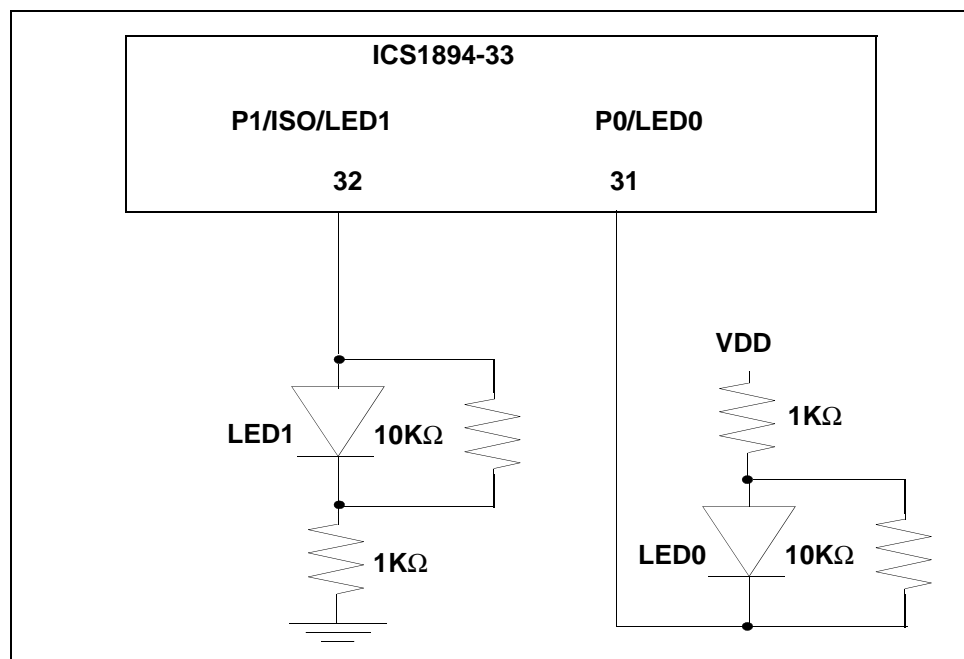 ICS1894-33
P1/ISO/LED1 P0/LED0
32 31
VDD
1KΩ
LED1 10KΩ
LED0 10KΩ
1KΩ